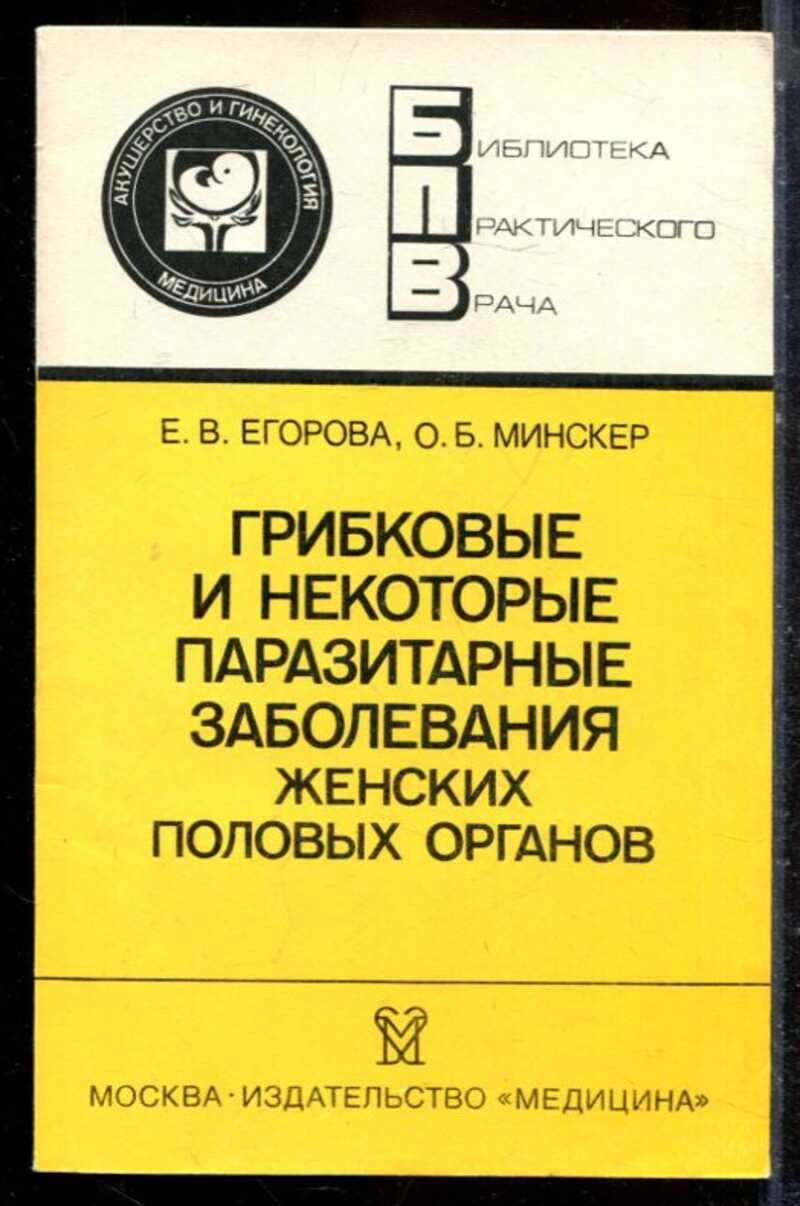 АКУШЕРСТВО И ГИНЕКОЛОГИЯ
МЕДИЦИНА
БИБЛИОТЕКА
ПРАКТИЧЕСКОГО
ВРАЧА
Е. В. ЕГОРОВА, О. Б. МИНСКЕР
ГРИБКОВЫЕ
И НЕКОТОРЫЕ
ПАРАЗИТАРНЫЕ
ЗАБОЛЕВАНИЯ
ЖЕНСКИХ
ПОЛОВЫХ ОРГАНОВ
МОСКВА · ИЗДАТЕЛЬСТВО «МЕДИЦИНА»